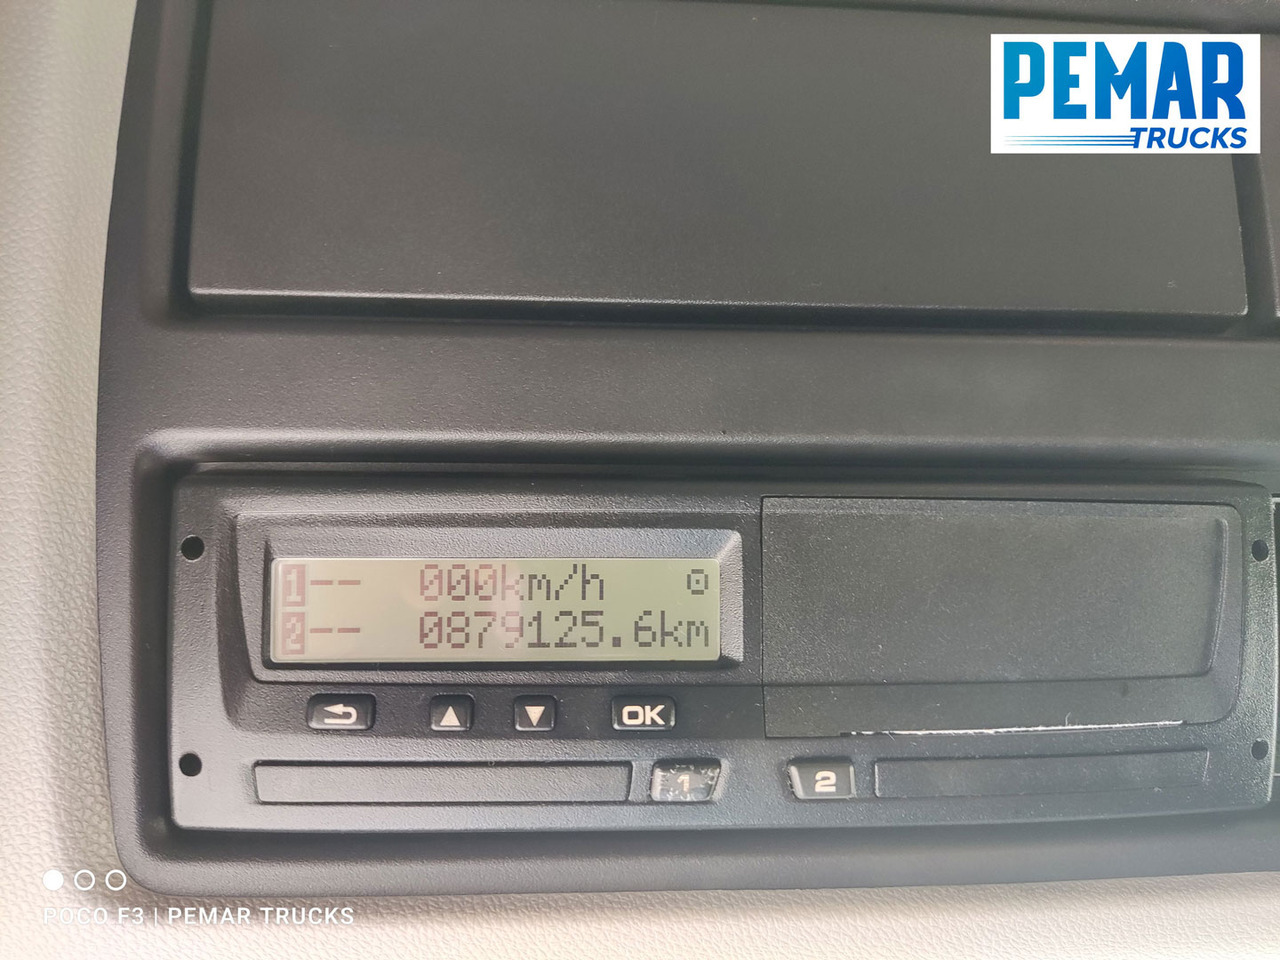 PEMAR
TRUCKS
1 -- 000km/h
2 -- 0879125.6km
OK
1
2
POCO F3 | PEMAR TRUCKS